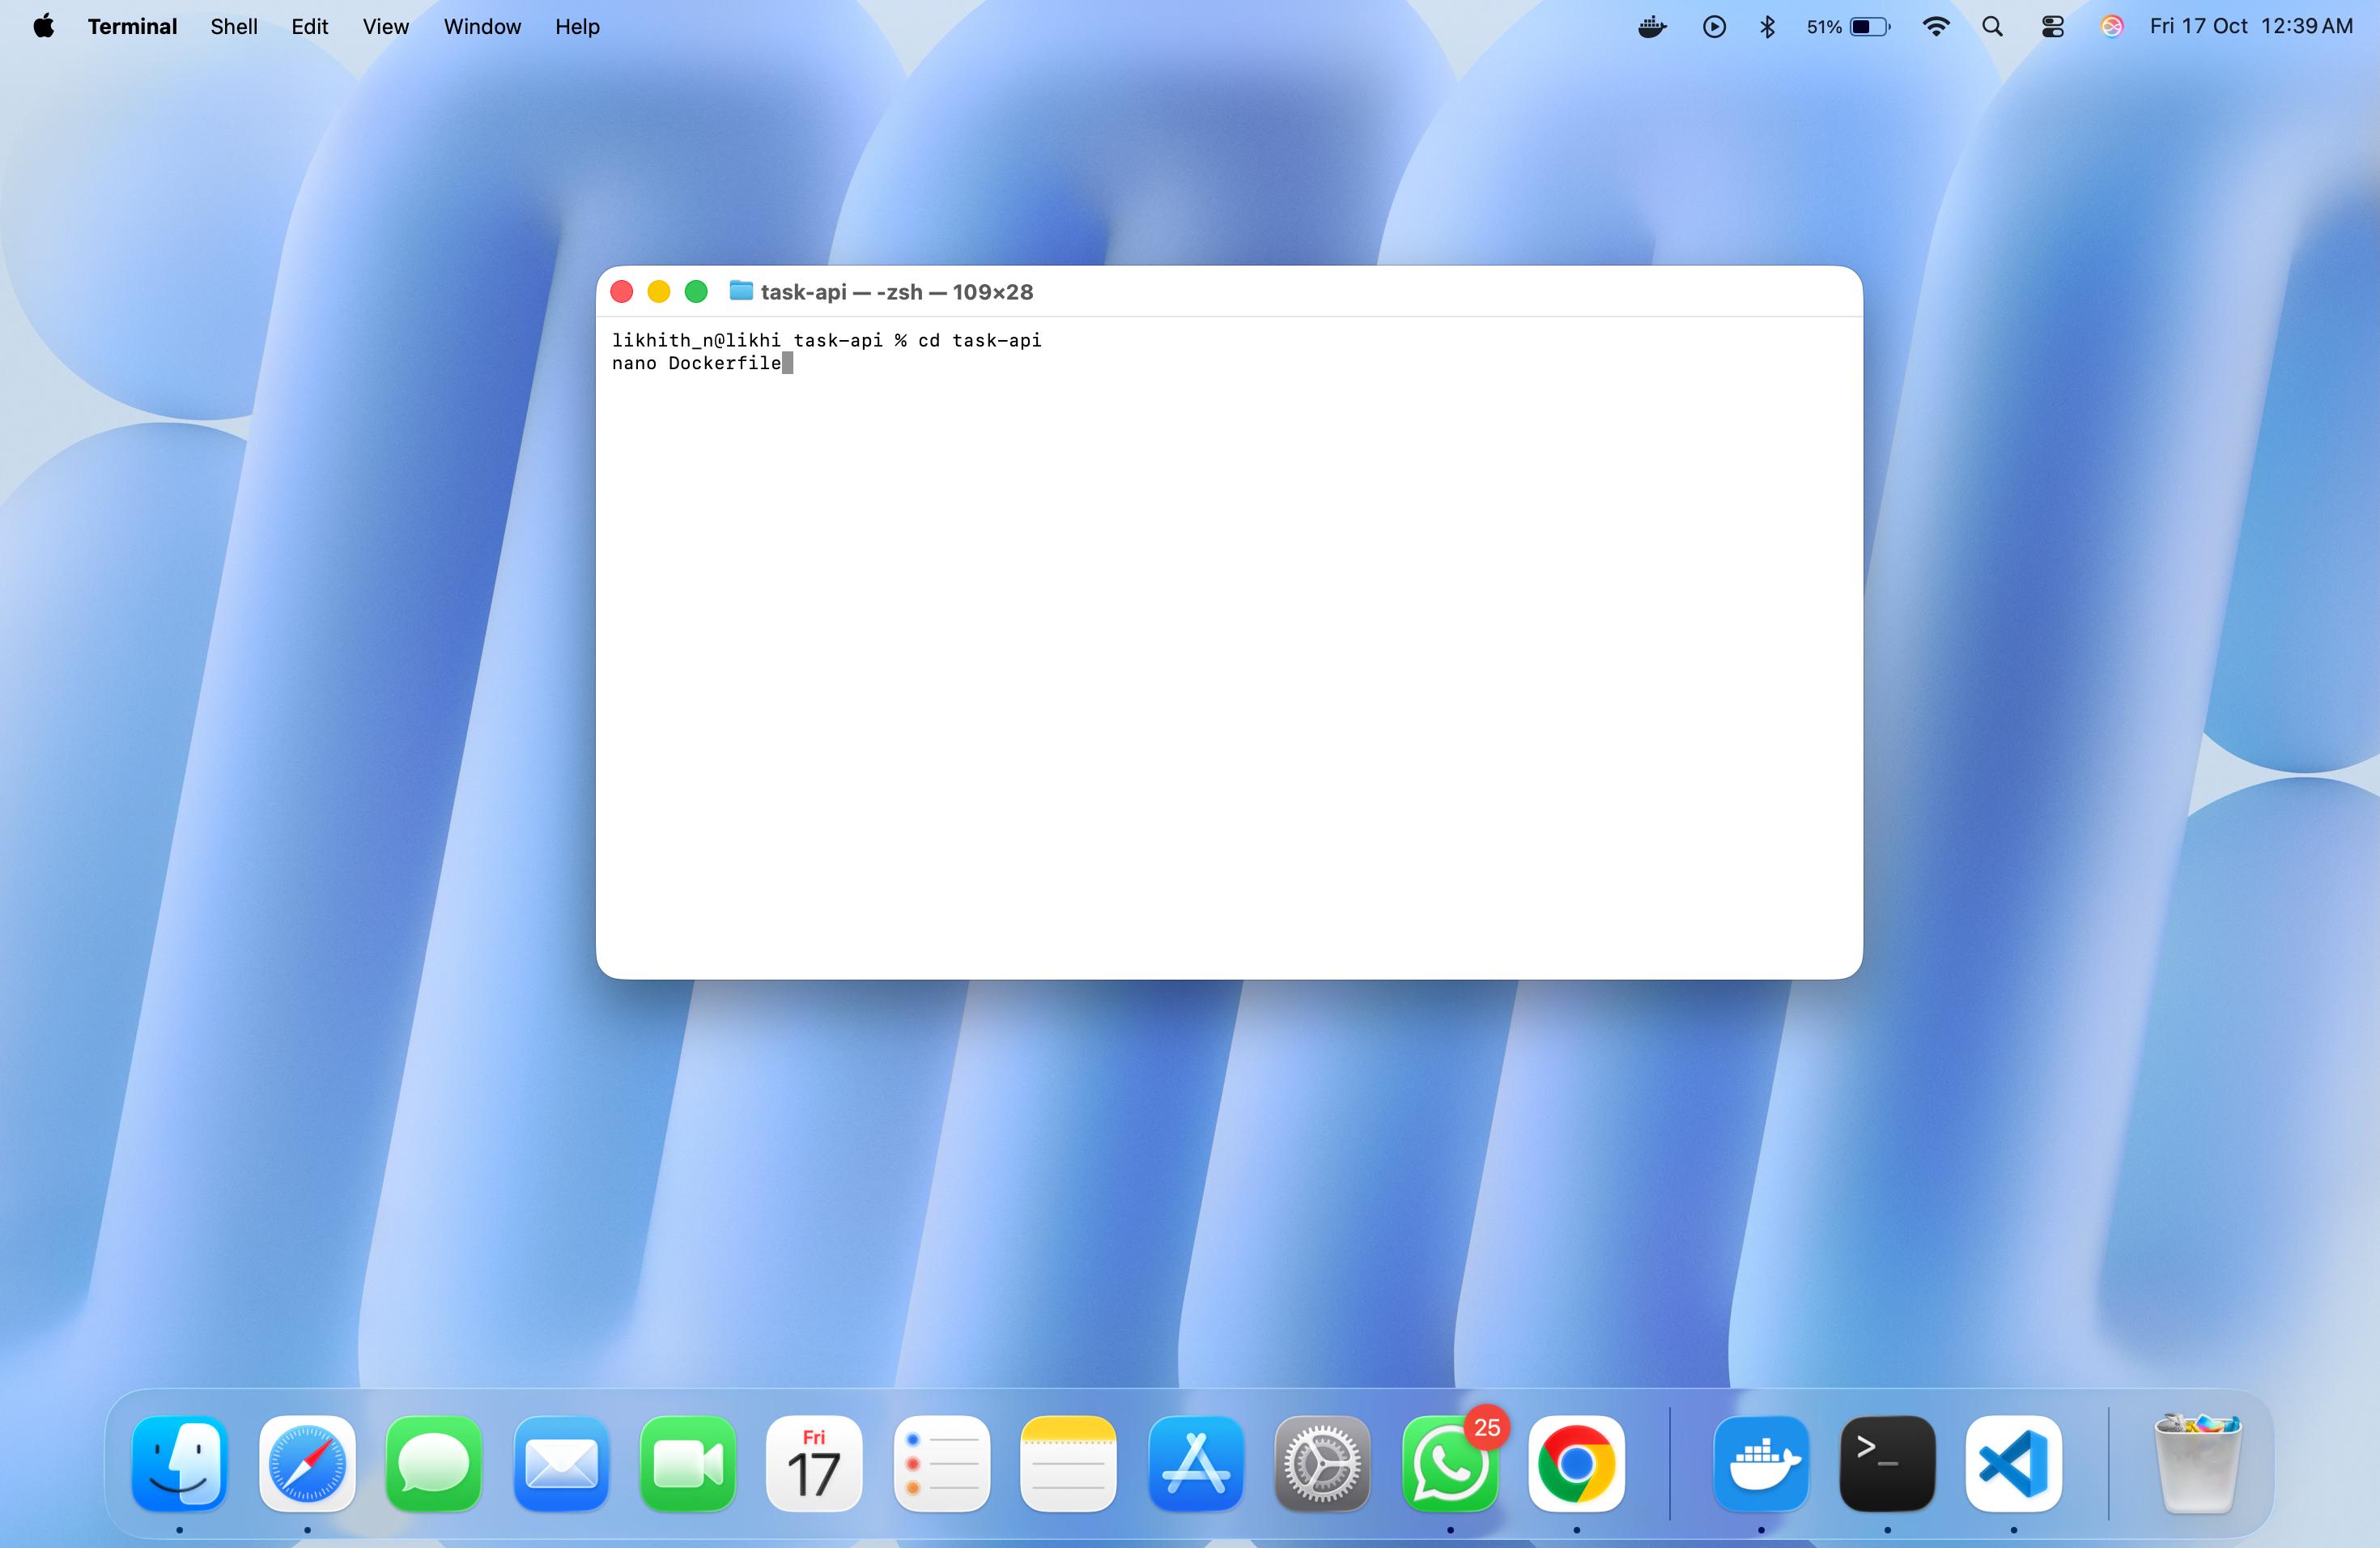 Terminal Shell Edit View Window Help 51% Fri 17 Oct 12:39 AM
task-api — -zsh — 109×28
likhith_n@likhi task-api % cd task-api
nano Dockerfile
Fri
17
25
>_